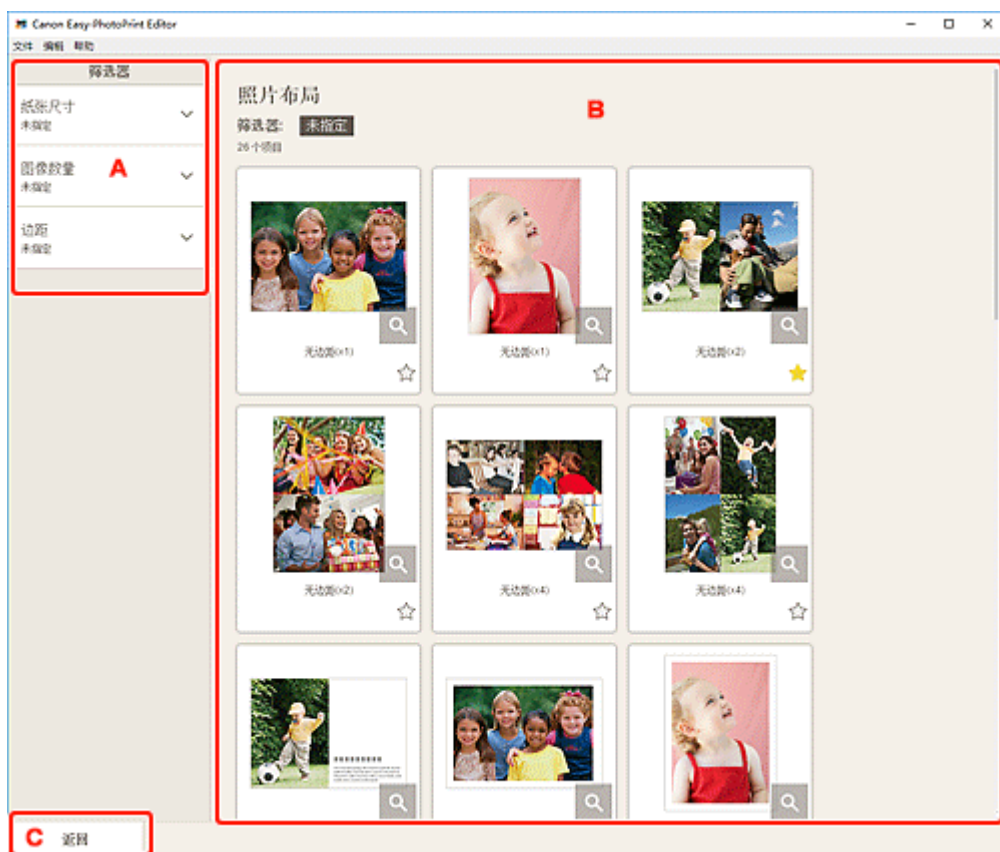 Canon Easy-PhotoPrint Editor
文件 编辑 帮助
筛选器
纸张尺寸
未指定
图像数量
未指定
A
边距
未指定
照片布局
B
筛选器: 未指定
26 个项目
无边距(x1)
无边距(x1)
无边距(x2)
无边距(x2)
无边距(x4)
无边距(x4)
C 返回